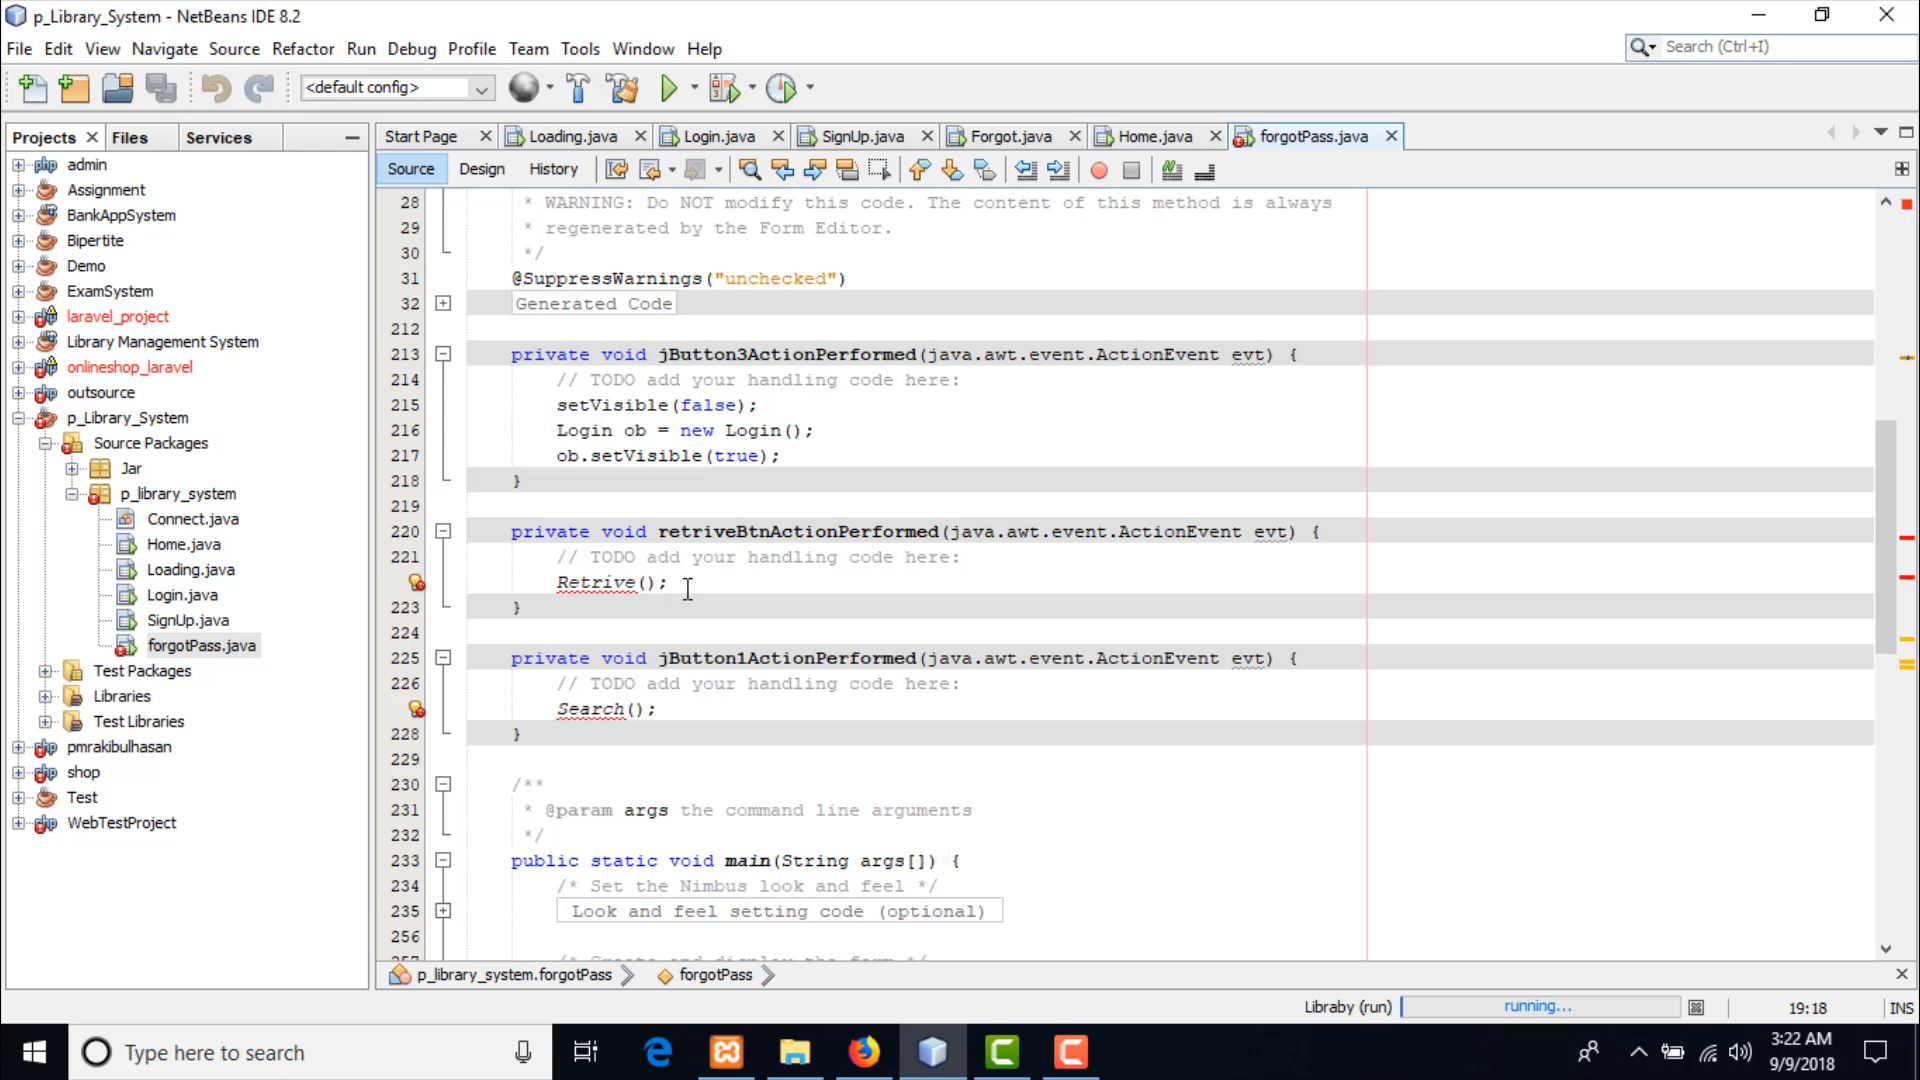 p_Library_System - NetBeans IDE 8.2
File Edit View Navigate Source Refactor Run Debug Profile Team Tools Window Help
Search (Ctrl+I)
<default config>
Projects Files Services
Start Page Loading.java Login.java SignUp.java Forgot.java Home.java forgotPass.java
Source Design History
admin
Assignment
BankAppSystem
Bipertite
Demo
ExamSystem
laravel_project
Library Management System
onlineshop_laravel
outsource
p_Library_System
Source Packages
Jar
p_library_system
Connect.java
Home.java
Loading.java
Login.java
SignUp.java
forgotPass.java
Test Packages
Libraries
Test Libraries
pmrakibulhasan
shop
Test
WebTestProject
28 * WARNING: Do NOT modify this code. The content of this method is always
29 * regenerated by the Form Editor.
30 */
31 @SuppressWarnings("unchecked")
32 Generated Code
212
213 private void jButton3ActionPerformed(java.awt.event.ActionEvent evt) {
214 // TODO add your handling code here:
215 setVisible(false);
216 Login ob = new Login();
217 ob.setVisible(true);
218 }
219
220 private void retriveBtnActionPerformed(java.awt.event.ActionEvent evt) {
221 // TODO add your handling code here:
Retrive();
223 }
224
225 private void jButton1ActionPerformed(java.awt.event.ActionEvent evt) {
226 // TODO add your handling code here:
Search();
228 }
229
230 /**
231 * @param args the command line arguments
232 */
233 public static void main(String args[]) {
234 /* Set the Nimbus look and feel */
235 Look and feel setting code (optional)
256
257 /* Create and display the form */
p_library_system.forgotPass forgotPass
Libraby (run) running... 19:18 INS
Type here to search
3:22 AM
9/9/2018